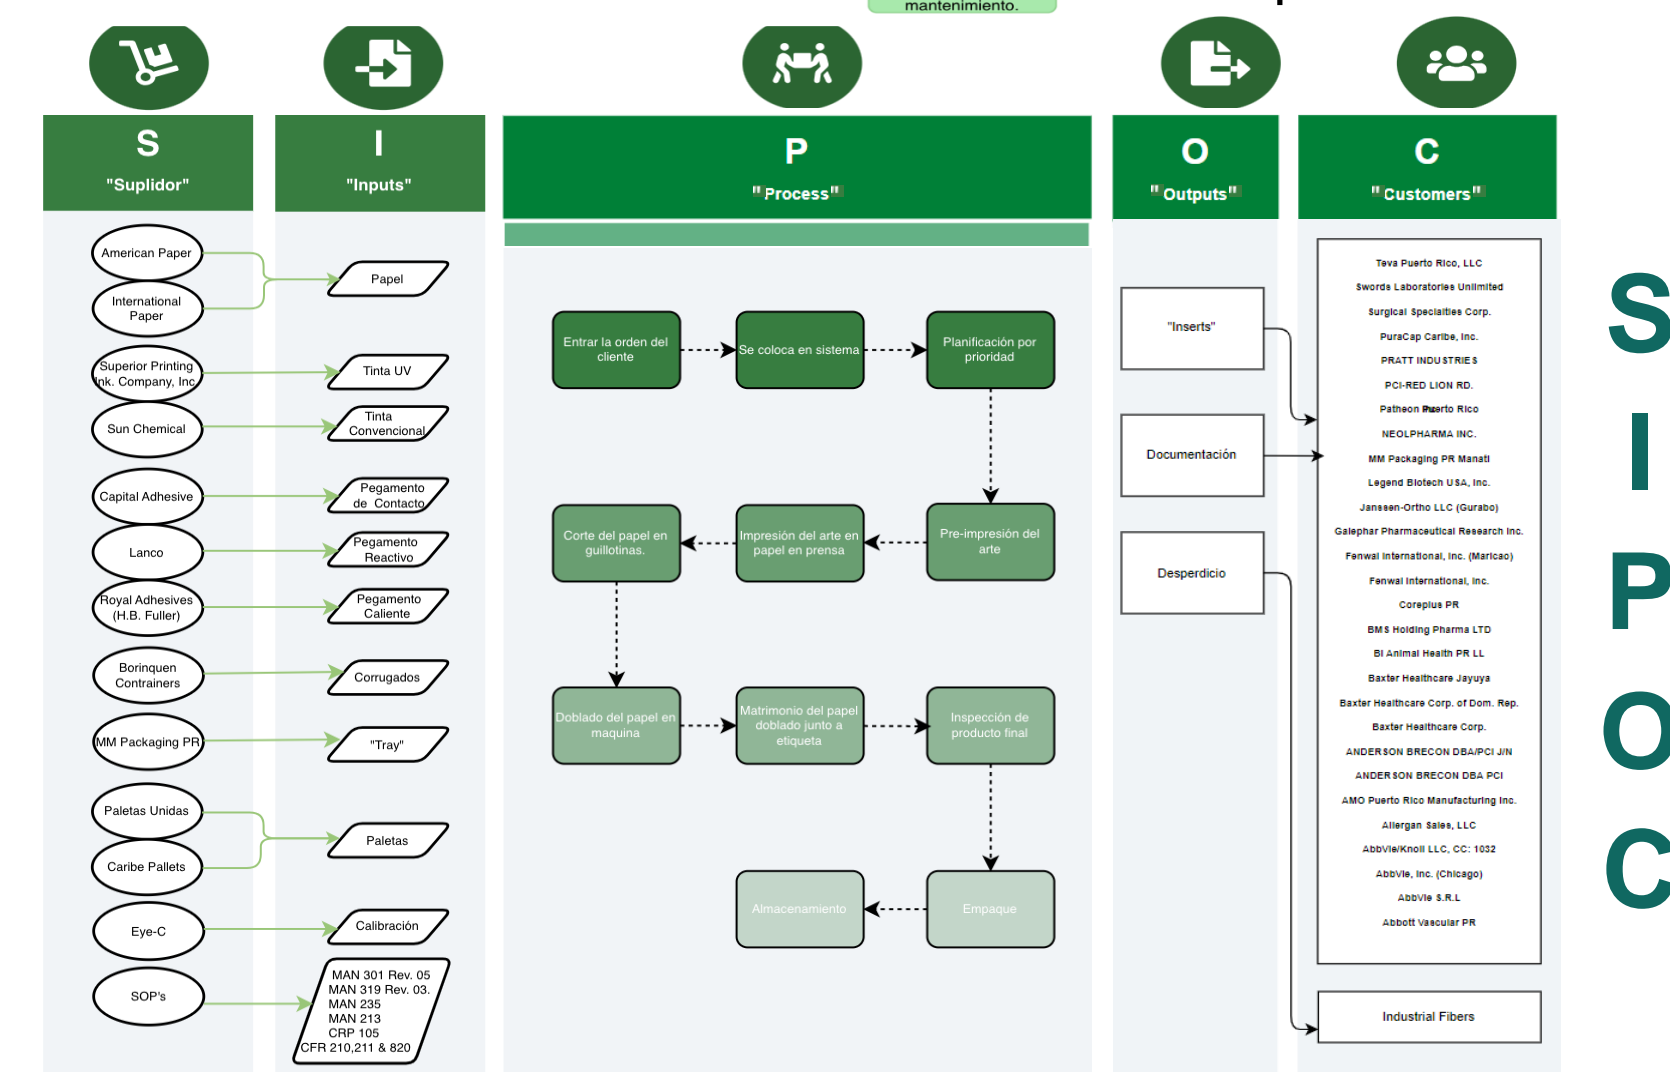 mantenimiento.
S
"Suplidor"
I
"Inputs"
P
"Process"
O
"Outputs"
C
"Customers"
American Paper
International
Paper
Superior Printing
Ink. Company, Inc
Sun Chemical
Capital Adhesive
Lanco
Royal Adhesives
(H.B. Fuller)
Borinquen
Contrainers
MM Packaging PR
Paletas Unidas
Caribe Pallets
Eye-C
SOP's
Papel
Tinta UV
Tinta
Convencional
Pegamento
de Contacto
Pegamento
Reactivo
Pegamento
Caliente
Corrugados
"Tray"
Paletas
Calibración
MAN 301 Rev. 05
MAN 319 Rev. 03.
MAN 235
MAN 213
CRP 105
CFR 210,211 & 820
Entrar la orden del
cliente
Se coloca en sistema
Planificación por
prioridad
Pre-impresión del
arte
Impresión del arte en
papel en prensa
Corte del papel en
guillotinas.
Doblado del papel en
maquina
Matrimonio del papel
doblado junto a
etiqueta
Inspección de
producto final
Empaque
Almacenamiento
"Inserts"
Documentación
Desperdicio
Teva Puerto Rico, LLC
Swords Laboratories Unlimited
Surgical Specialties Corp.
PuraCap Caribe, Inc.
PRATT INDUSTRIES
PCI-RED LION RD.
Patheon Puerto Rico
NEOLPHARMA INC.
MM Packaging PR Manati
Legend Biotech USA, Inc.
Janssen-Ortho LLC (Gurabo)
Galephar Pharmaceutical Research Inc.
Fenwal International, Inc. (Maricao)
Fenwal International, Inc.
Coreplus PR
BMS Holding Pharma LTD
BI Animal Health PR LL
Baxter Healthcare Jayuya
Baxter Healthcare Corp. of Dom. Rep.
Baxter Healthcare Corp.
ANDERSON BRECON DBA/PCI J/N
ANDERSON BRECON DBA PCI
AMO Puerto Rico Manufacturing Inc.
Allergan Sales, LLC
AbbVie/Knoll LLC, CC: 1032
AbbVie, Inc. (Chicago)
AbbVie S.R.L
Abbott Vascular PR
Industrial Fibers
S
I
P
O
C